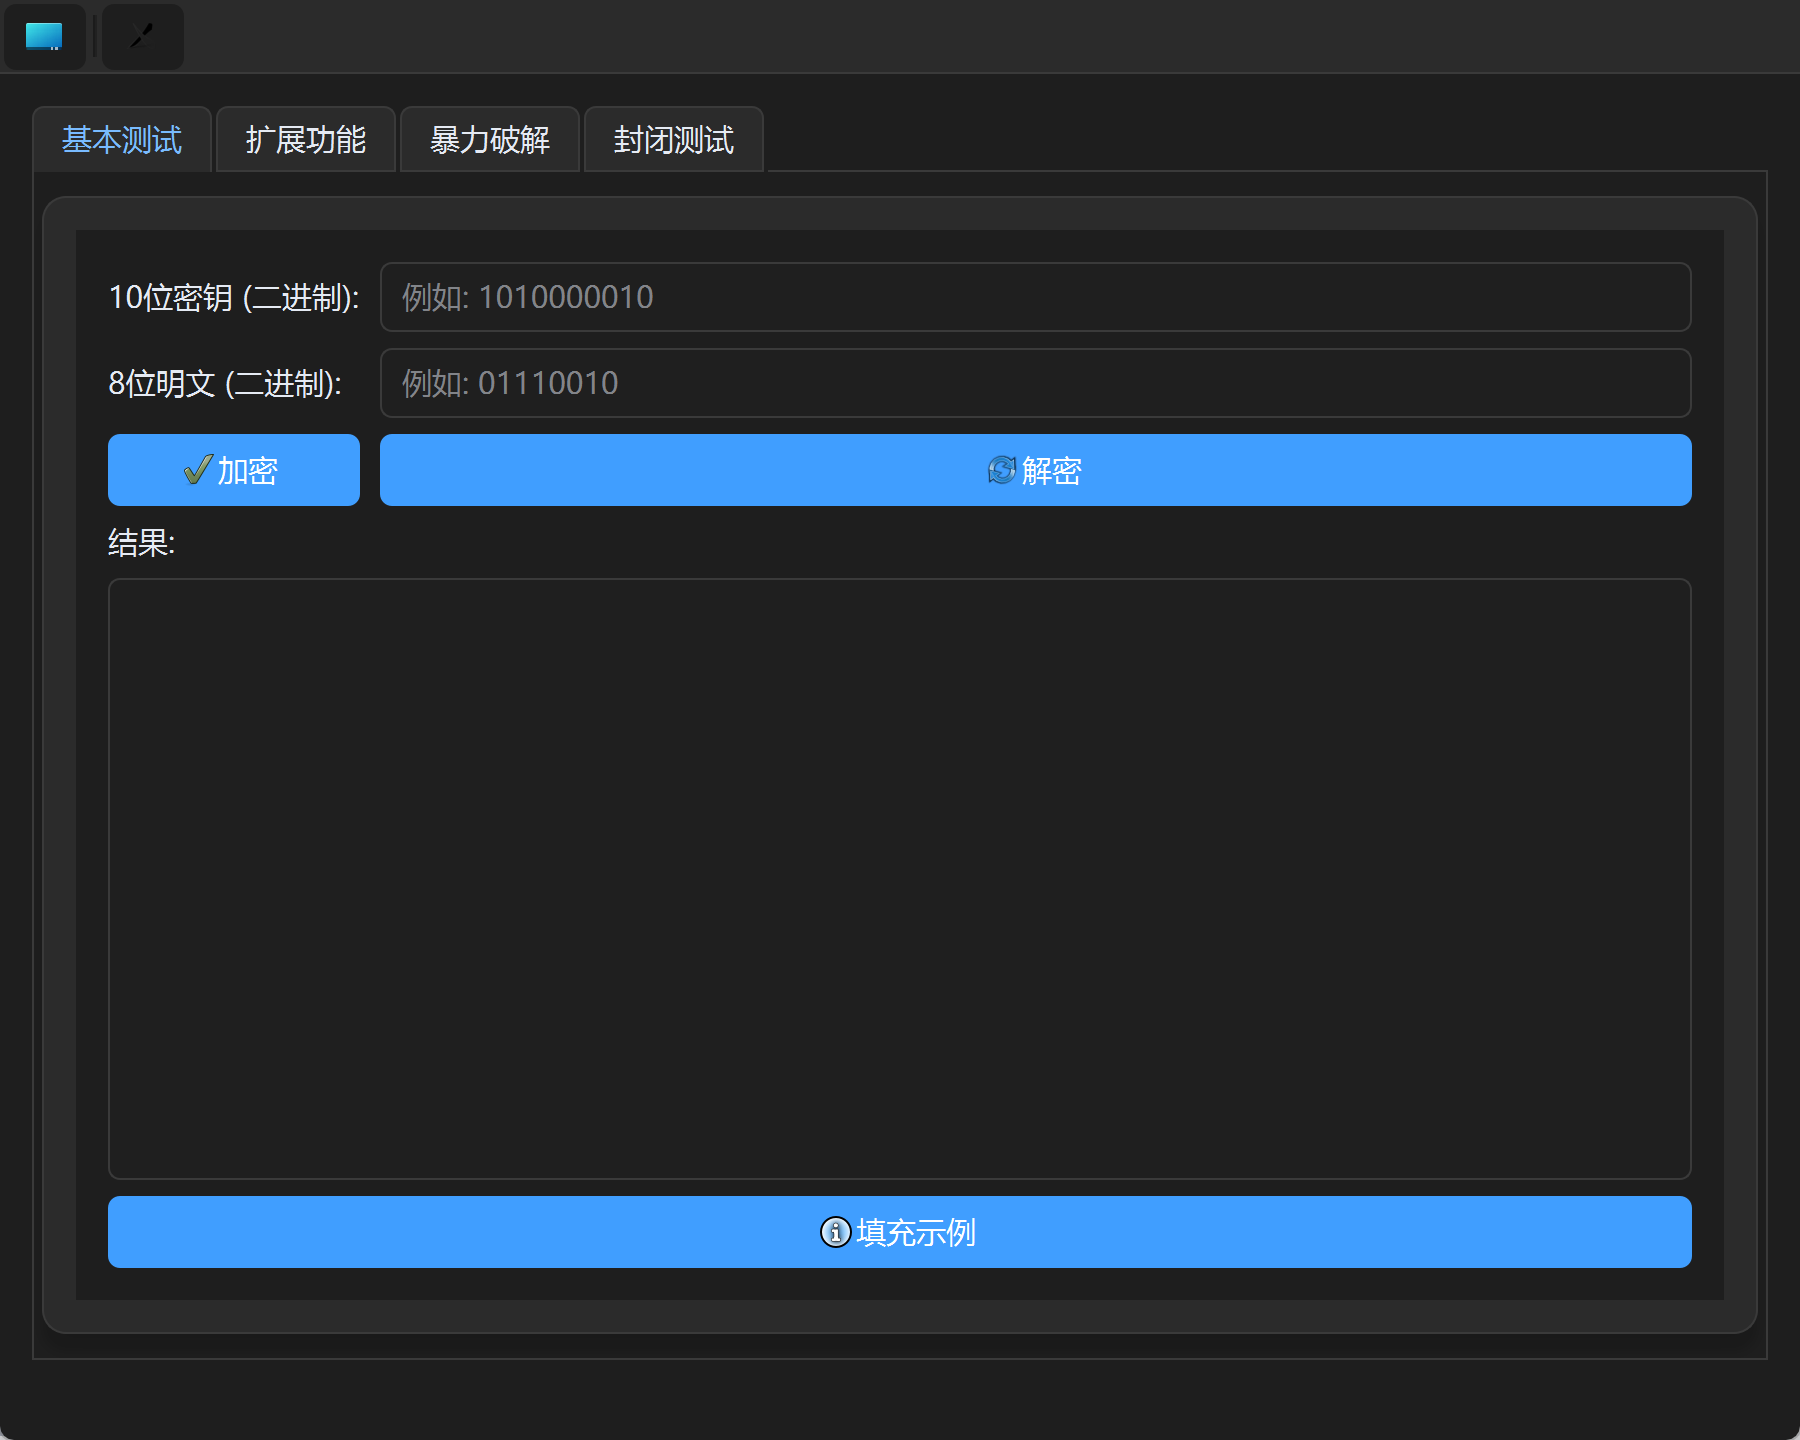 基本测试 扩展功能 暴力破解 封闭测试
10位密钥 (二进制): 例如: 1010000010
8位明文 (二进制): 例如: 01110010
加密 解密
结果:
填充示例